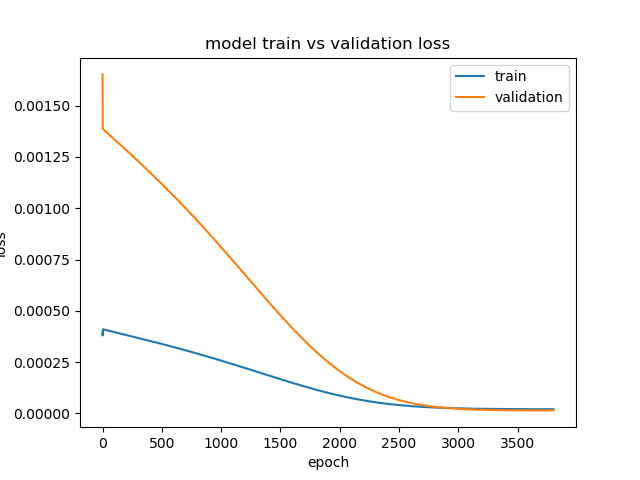 model train vs validation loss
train
validation
0.00150
0.00125
0.00100
0.00075
0.00050
0.00025
0.00000
loss
0 500 1000 1500 2000 2500 3000 3500
epoch